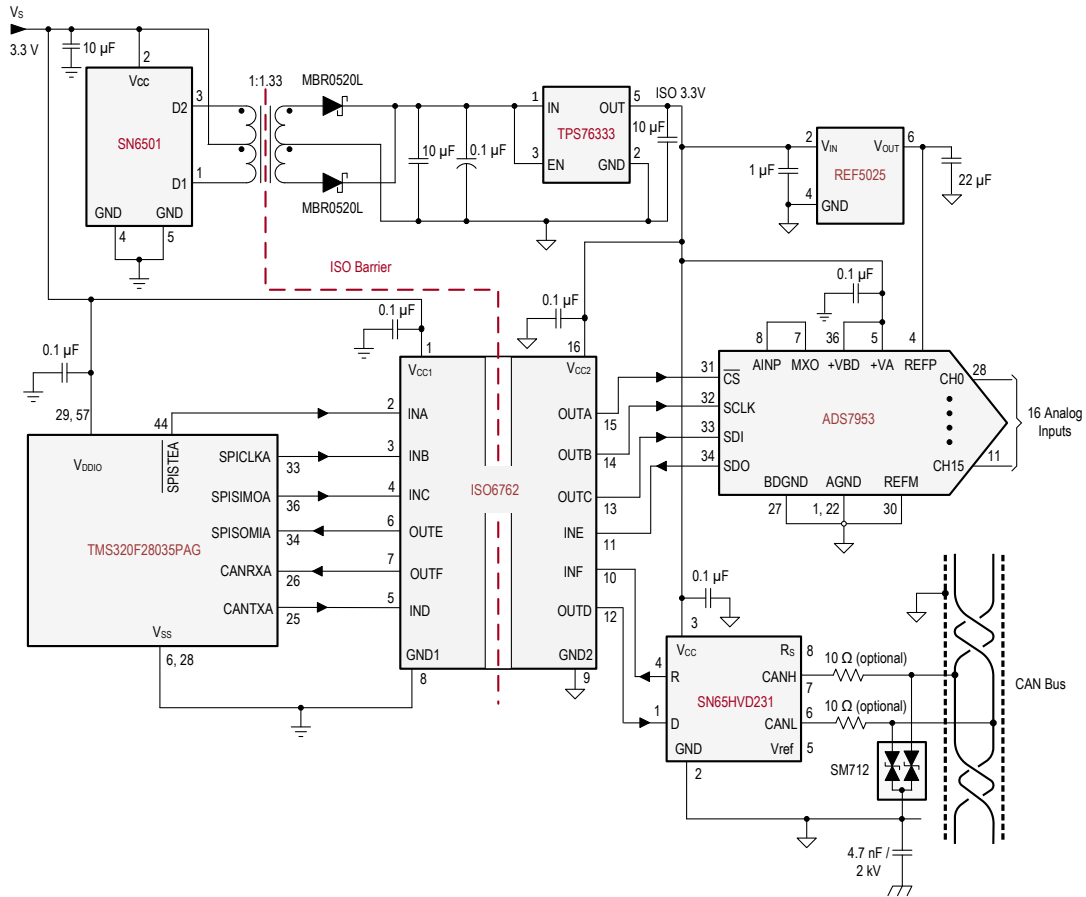 VS
3.3 V
10 µF
2
Vcc
D2
3
SN6501
D1
1
GND
GND
4
5
1:1.33
MBR0520L
MBR0520L
ISO Barrier
10 µF
0.1 µF
1
IN
OUT
5
TPS76333
3
EN
GND
2
ISO 3.3V
10 µF
1 µF
2
VIN
VOUT
6
REF5025
4
GND
22 µF
0.1 µF
0.1 µF
0.1 µF
0.1 µF
29, 57
44
VDDIO
SPISTEA
SPICLKA
33
SPISIMOA
36
SPISOMIA
34
TMS320F28035PAG
CANRXA
26
CANTXA
25
VSS
6, 28
1
VCC1
2
INA
3
INB
4
INC
6
OUTE
7
OUTF
5
IND
GND1
8
ISO6762
16
VCC2
OUTA
15
OUTB
14
OUTC
13
INE
11
INF
10
OUTD
12
GND2
9
8
7
36
5
4
AINP
MXO
+VBD
+VA
REFP
31
CS
32
SCLK
33
SDI
34
SDO
ADS7953
CH0
28
CH15
11
16 Analog
Inputs
BDGND
AGND
REFM
27
1, 22
30
0.1 µF
3
VCC
RS
8
4
R
CANH
7
SN65HVD231
1
D
CANL
6
GND
Vref
5
2
10 Ω (optional)
10 Ω (optional)
SM712
CAN Bus
4.7 nF /
2 kV